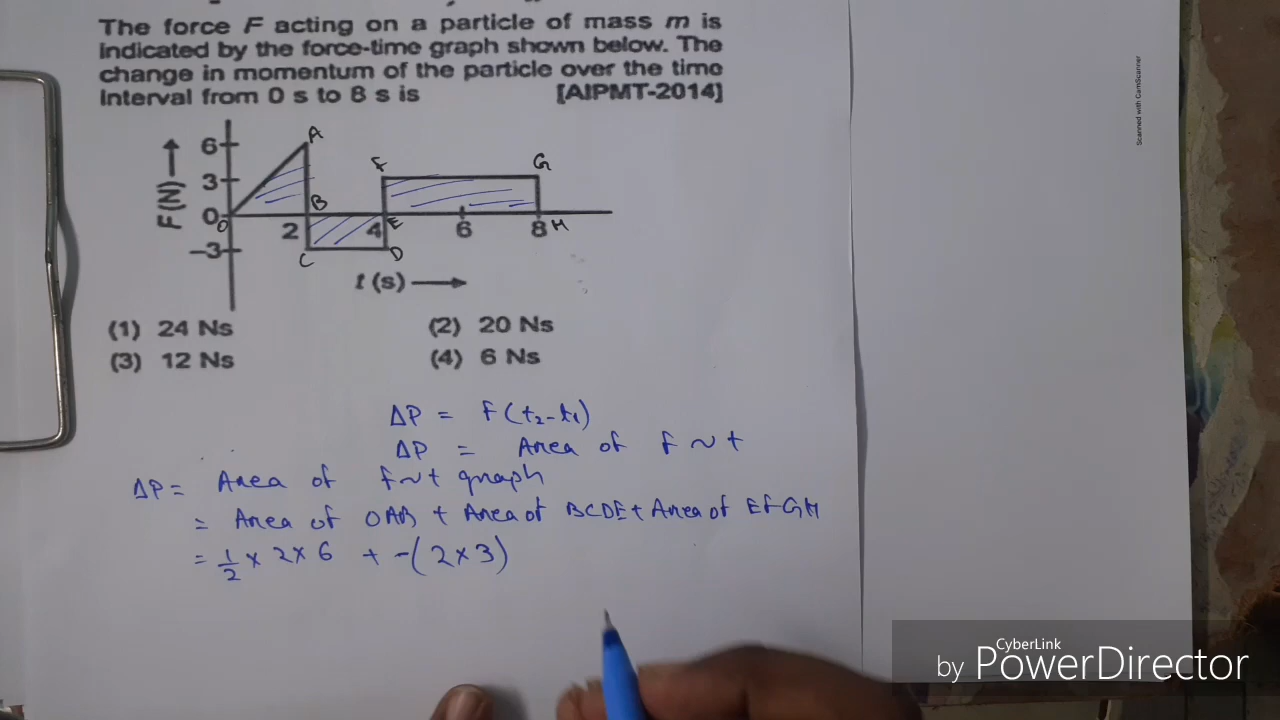 The force F acting on a particle of mass m is
indicated by the force-time graph shown below. The
change in momentum of the particle over the time
interval from 0 s to 8 s is [AIPMT-2014]
6
3
0
-3
F(N) →
2 4 6 8
t (s) →
O A B C D E F G H
(1) 24 Ns (2) 20 Ns
(3) 12 Ns (4) 6 Ns
ΔP = F(t₂-t₁)
ΔP = Area of F ~ t
ΔP = Area of F~t graph
= Area of OAB + Area of BCDE + Area of EFGH
= 1/2 × 2 × 6 + -(2×3)
Scanned with CamScanner
CyberLink
by PowerDirector